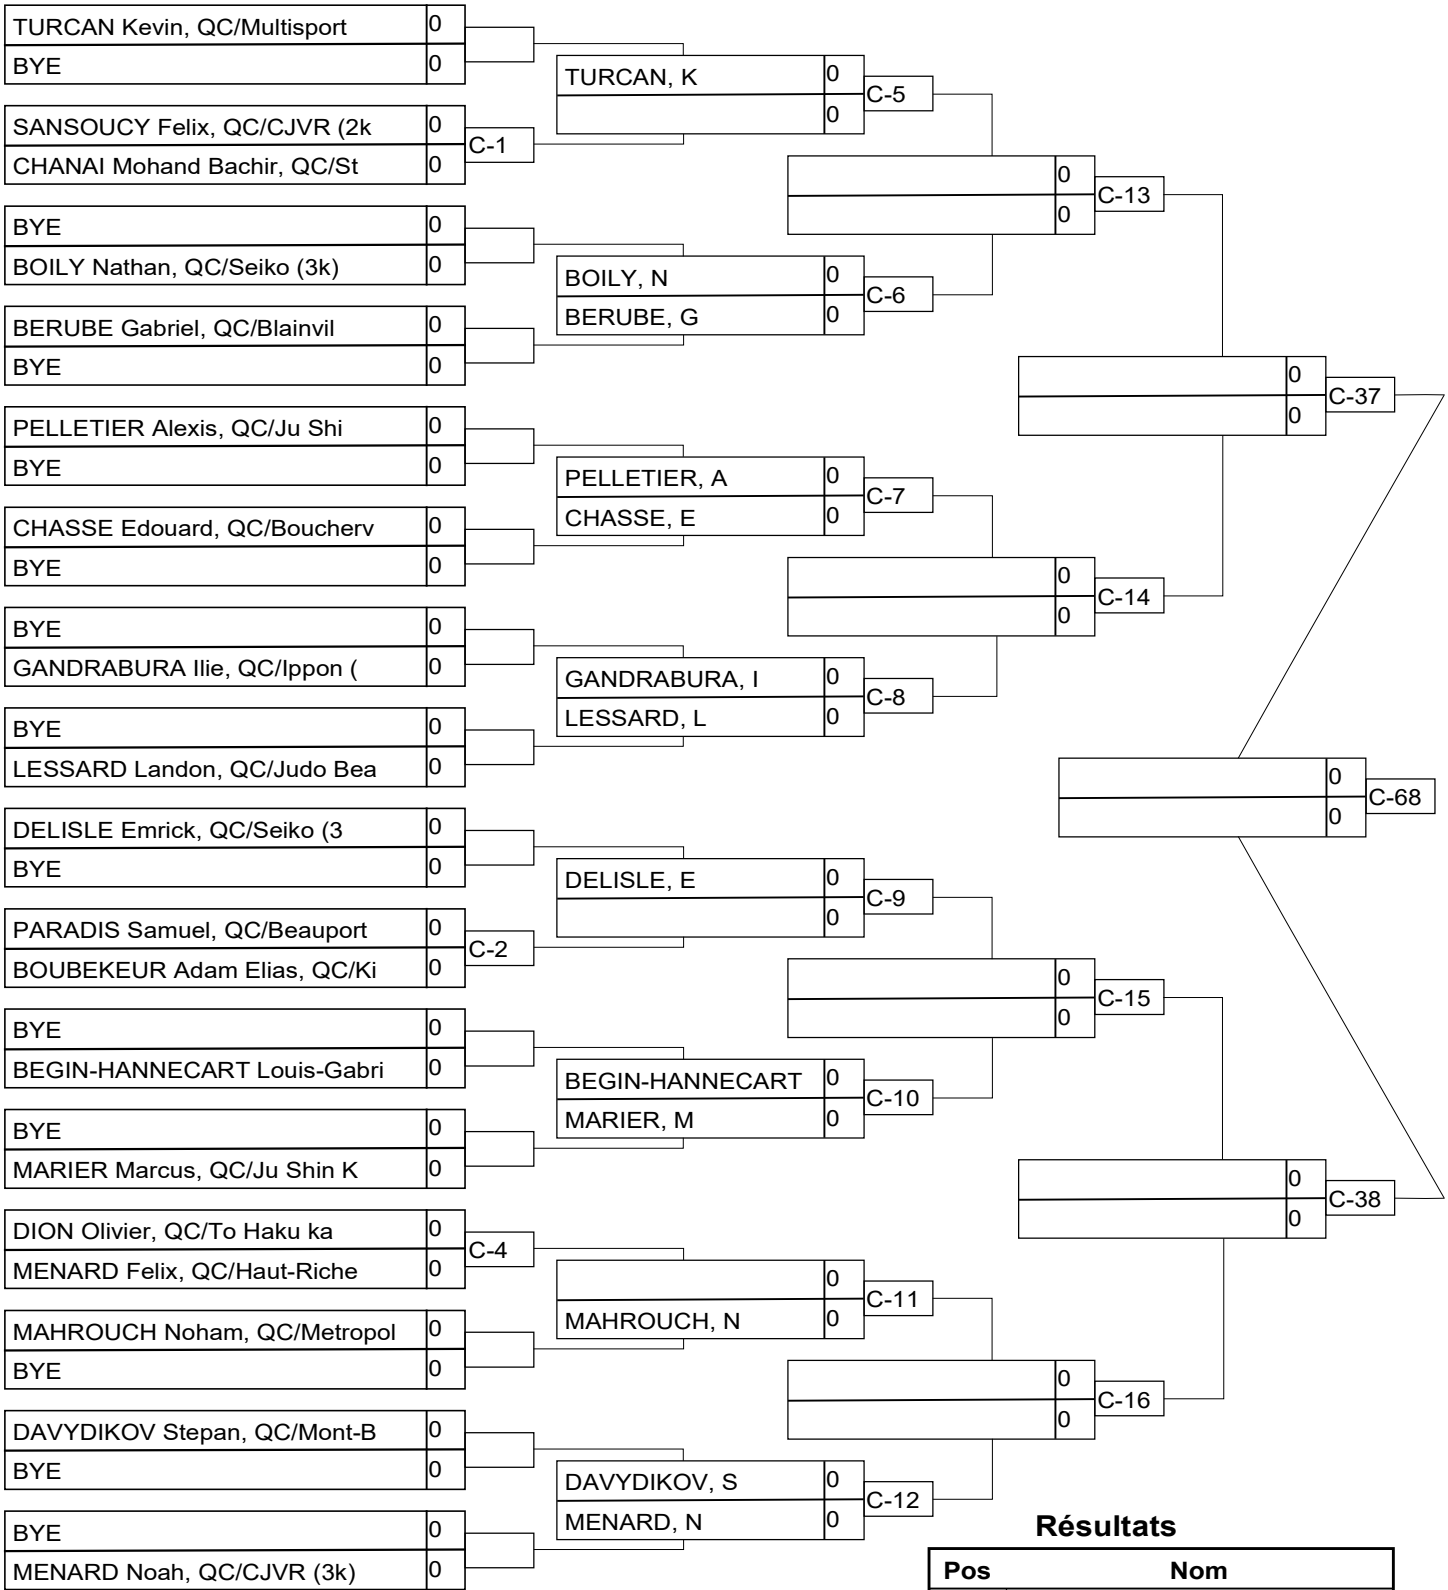 TURCAN Kevin, QC/Multisport 0
BYE 0
SANSOUCY Felix, QC/CJVR (2k 0
CHANAI Mohand Bachir, QC/St 0
C-1
BYE 0
BOILY Nathan, QC/Seiko (3k) 0
BERUBE Gabriel, QC/Blainvil 0
BYE 0
PELLETIER Alexis, QC/Ju Shi 0
BYE 0
CHASSE Edouard, QC/Boucherv 0
BYE 0
BYE 0
GANDRABURA Ilie, QC/Ippon ( 0
BYE 0
LESSARD Landon, QC/Judo Bea 0
DELISLE Emrick, QC/Seiko (3 0
BYE 0
PARADIS Samuel, QC/Beauport 0
BOUBEKEUR Adam Elias, QC/Ki 0
C-2
BYE 0
BEGIN-HANNECART Louis-Gabri 0
BYE 0
MARIER Marcus, QC/Ju Shin K 0
DION Olivier, QC/To Haku ka 0
MENARD Felix, QC/Haut-Riche 0
C-4
MAHROUCH Noham, QC/Metropol 0
BYE 0
DAVYDIKOV Stepan, QC/Mont-B 0
BYE 0
BYE 0
MENARD Noah, QC/CJVR (3k) 0
TURCAN, K 0
0
C-5
BOILY, N 0
BERUBE, G 0
C-6
PELLETIER, A 0
CHASSE, E 0
C-7
GANDRABURA, I 0
LESSARD, L 0
C-8
DELISLE, E 0
0
C-9
BEGIN-HANNECART 0
MARIER, M 0
C-10
0
MAHROUCH, N 0
C-11
DAVYDIKOV, S 0
MENARD, N 0
C-12
0
0
C-13
0
0
C-14
0
0
C-15
0
0
C-16
0
0
C-37
0
0
C-38
0
0
C-68
Résultats
Pos Nom